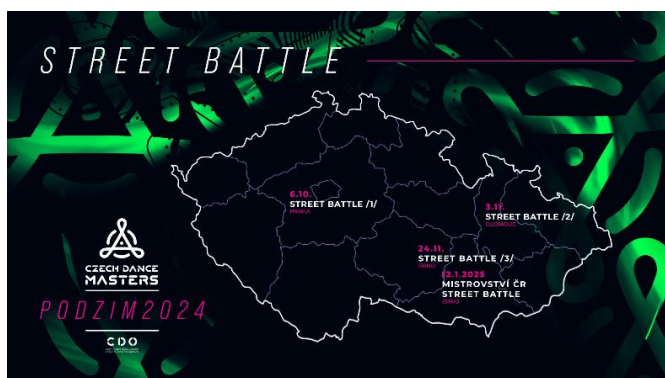 STREET BATTLE
6.10.
STREET BATTLE /1/
PRAHA
3.11.
STREET BATTLE /2/
OLOMOUC
24.11.
STREET BATTLE /3/
BRNO
12.1.2025
MISTROVSTVÍ ČR
STREET BATTLE
BRNO
CZECH DANCE
MASTERS
PODZIM2024
CDO